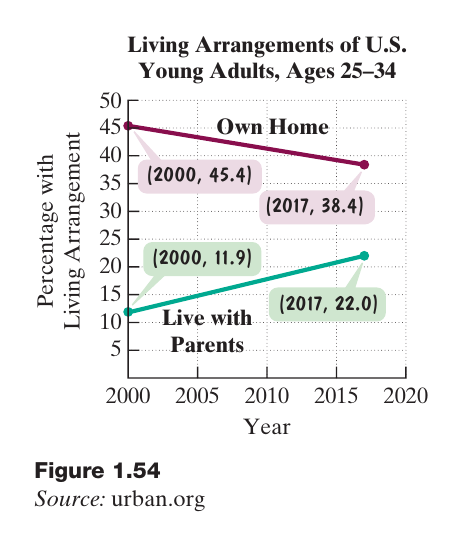 Living Arrangements of U.S.
Young Adults, Ages 25–34
Percentage with
Living Arrangement
50
45
40
35
30
25
20
15
10
5
Own Home
(2000, 45.4)
(2017, 38.4)
(2000, 11.9)
(2017, 22.0)
Live with
Parents
2000 2005 2010 2015 2020
Year
Figure 1.54
Source: urban.org